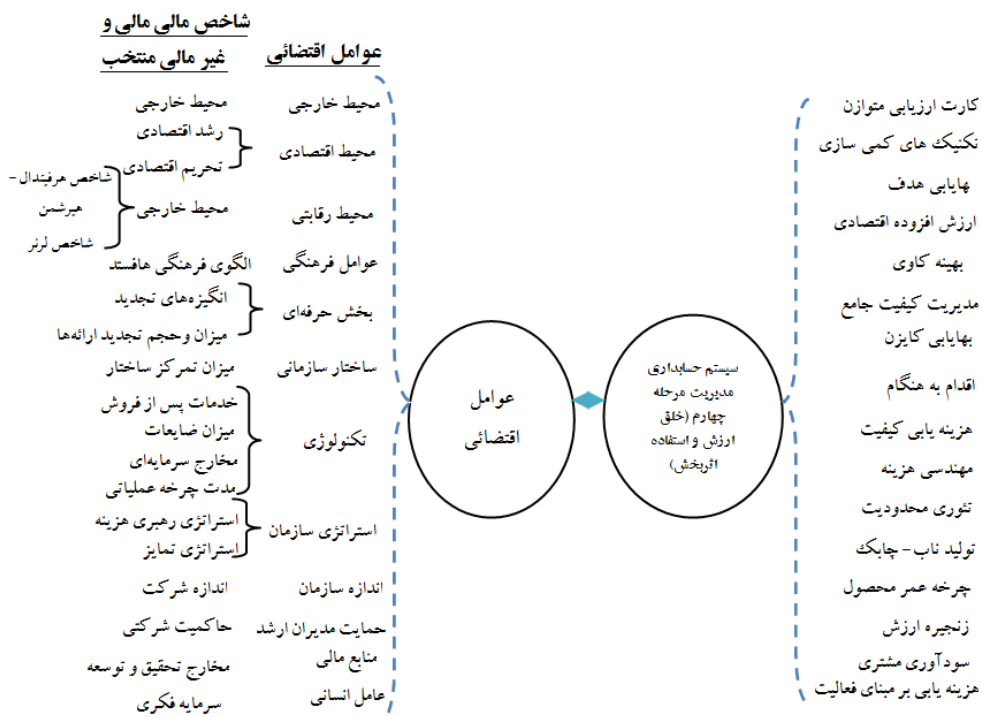 کارت ارزیابی متوازن
تکنیک های کمی سازی
بهایابی هدف
ارزش افزوده اقتصادی
بهینه کاوی
مدیریت کیفیت جامع
بهایابی کایزن
اقدام به هنگام
هزینه یابی کیفیت
مهندسی هزینه
تئوری محدودیت
تولید ناب - چابک
چرخه عمر محصول
زنجیره ارزش
سودآوری مشتری
هزینه یابی بر مبنای فعالیت
سیستم حسابداری
مدیریت مرحله
چهارم (خلق
ارزش و استفاده
اثربخش)
عوامل
اقتضائی
عوامل اقتضائی
محیط خارجی
محیط اقتصادی
محیط رقابتی
عوامل فرهنگی
بخش حرفه‌ای
ساختار سازمانی
تکنولوژی
استراتژی سازمان
اندازه سازمان
حمایت مدیران ارشد
منابع مالی
عامل انسانی
شاخص مالی مالی و
غیر مالی منتخب
محیط خارجی
رشد اقتصادی
تحریم اقتصادی
محیط خارجی
شاخص هرفیندال -
هیرشمن
شاخص لرنر
الگوی فرهنگی هافستد
انگیزه‌های تجدید
میزان وحجم تجدید ارائه‌ها
میزان تمرکز ساختار
خدمات پس از فروش
میزان ضایعات
مخارج سرمایه‌ای
مدت چرخه عملیاتی
استراتژی رهبری هزینه
استراتژی تمایز
اندازه شرکت
حاکمیت شرکتی
مخارج تحقیق و توسعه
سرمایه فکری